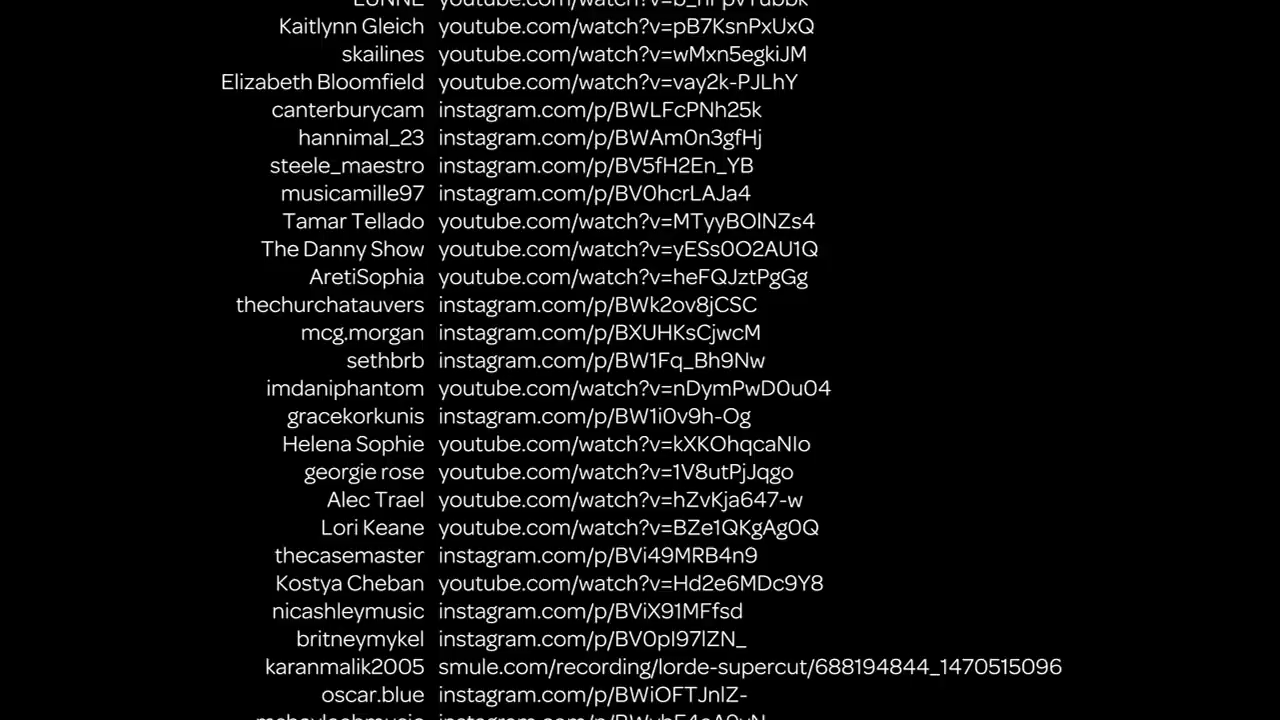 Kaitlynn Gleich youtube.com/watch?v=pB7KsnPxUxQ
skailines youtube.com/watch?v=wMxn5egkiJM
Elizabeth Bloomfield youtube.com/watch?v=vay2k-PJLhY
canterburycam instagram.com/p/BWLFcPNh25k
hannimal_23 instagram.com/p/BWAm0n3gfHj
steele_maestro instagram.com/p/BV5fH2En_YB
musicamille97 instagram.com/p/BV0hcrLAJa4
Tamar Tellado youtube.com/watch?v=MTyyBOlNZs4
The Danny Show youtube.com/watch?v=yESs0O2AU1Q
AretiSophia youtube.com/watch?v=heFQJztPgGg
thechurchatauvers instagram.com/p/BWk2ov8jCSC
mcg.morgan instagram.com/p/BXUHKsCjwcM
sethbrb instagram.com/p/BW1Fq_Bh9Nw
imdaniphantom youtube.com/watch?v=nDymPwD0u04
gracekorkunis instagram.com/p/BW1i0v9h-Og
Helena Sophie youtube.com/watch?v=kXKOhqcaNIo
georgie rose youtube.com/watch?v=1V8utPjJqgo
Alec Trael youtube.com/watch?v=hZvKja647-w
Lori Keane youtube.com/watch?v=BZe1QKgAg0Q
thecasemaster instagram.com/p/BVi49MRB4n9
Kostya Cheban youtube.com/watch?v=Hd2e6MDc9Y8
nicashleymusic instagram.com/p/BViX91MFfsd
britneymykel instagram.com/p/BV0pI97lZN_
karanmalik2005 smule.com/recording/lorde-supercut/688194844_1470515096
oscar.blue instagram.com/p/BWiOFTJnlZ-